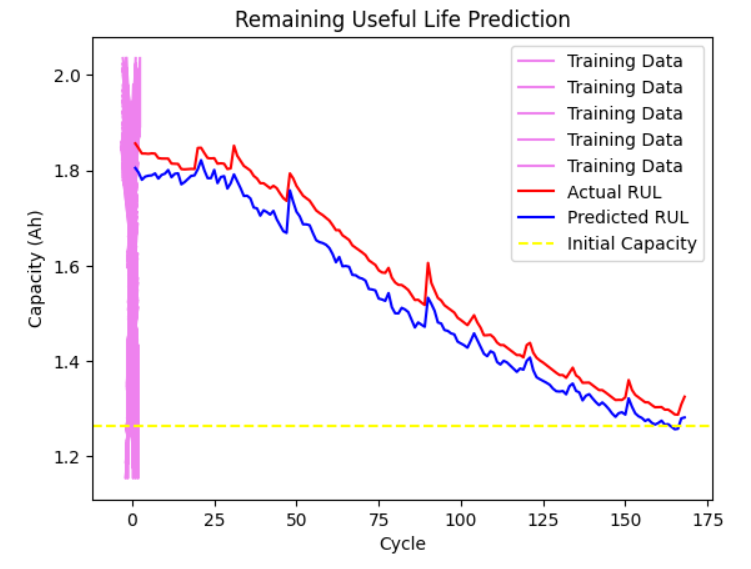 Remaining Useful Life Prediction
Training Data
Training Data
Training Data
Training Data
Training Data
Actual RUL
Predicted RUL
Initial Capacity
Capacity (Ah)
2.0
1.8
1.6
1.4
1.2
0 25 50 75 100 125 150 175
Cycle